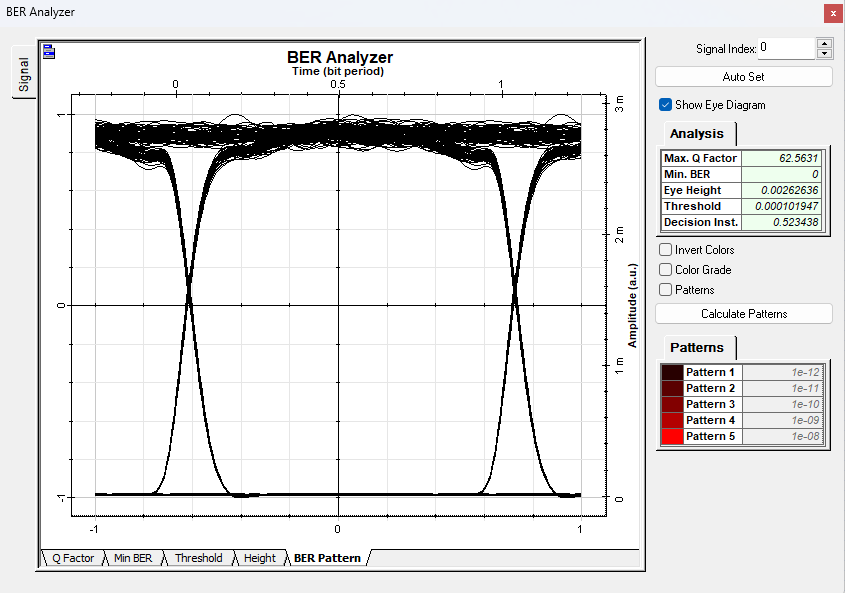 BER Analyzer
x
Signal
BER Analyzer
Time (bit period)
0 0.5 1
1
0
-1
-1 0 1
3 m
2 m
1 m
0
Amplitude (a.u.)
Q Factor Min BER Threshold Height BER Pattern
Signal Index: 0
Auto Set
Show Eye Diagram
Analysis
Max. Q Factor 62.5631
Min. BER 0
Eye Height 0.00262636
Threshold 0.000101947
Decision Inst. 0.523438
Invert Colors
Color Grade
Patterns
Calculate Patterns
Patterns
Pattern 1 1e-12
Pattern 2 1e-11
Pattern 3 1e-10
Pattern 4 1e-09
Pattern 5 1e-08